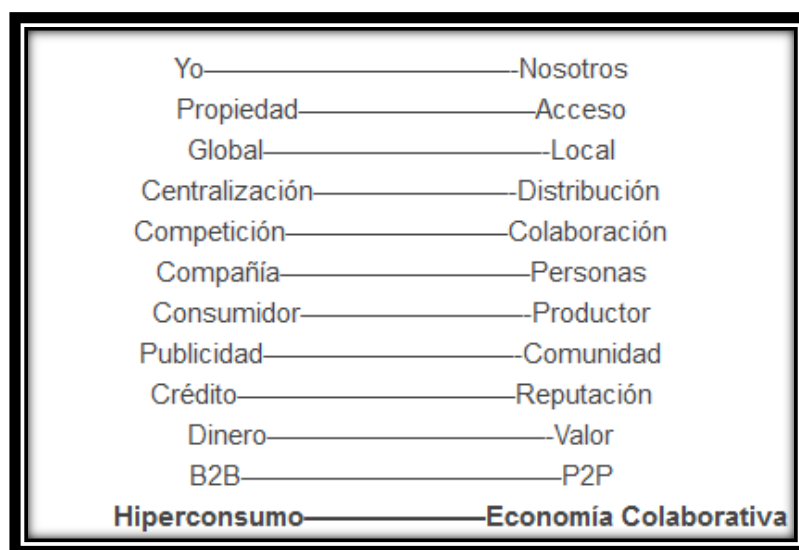 Yo————————————-Nosotros
Propiedad—————————Acceso
Global————————————-Local
Centralización————————-Distribución
Competición————————Colaboración
Compañía——————————Personas
Consumidor—————————-Productor
Publicidad——————————-Comunidad
Crédito———————————Reputación
Dinero————————————-Valor
B2B————————————–P2P
Hiperconsumo———————Economía Colaborativa